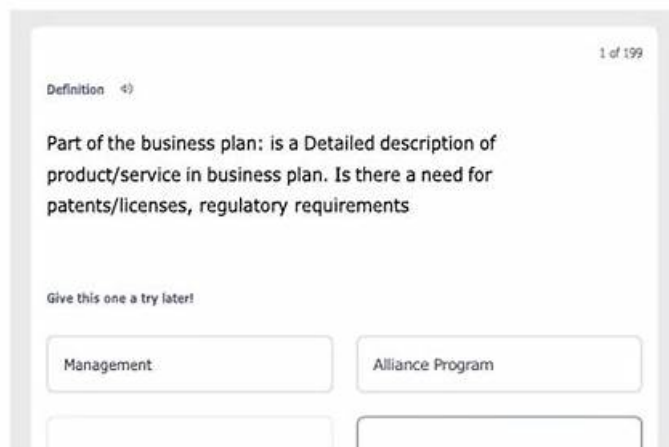 1 of 199
Definition
Part of the business plan: is a Detailed description of
product/service in business plan. Is there a need for
patents/licenses, regulatory requirements
Give this one a try later!
Management
Alliance Program